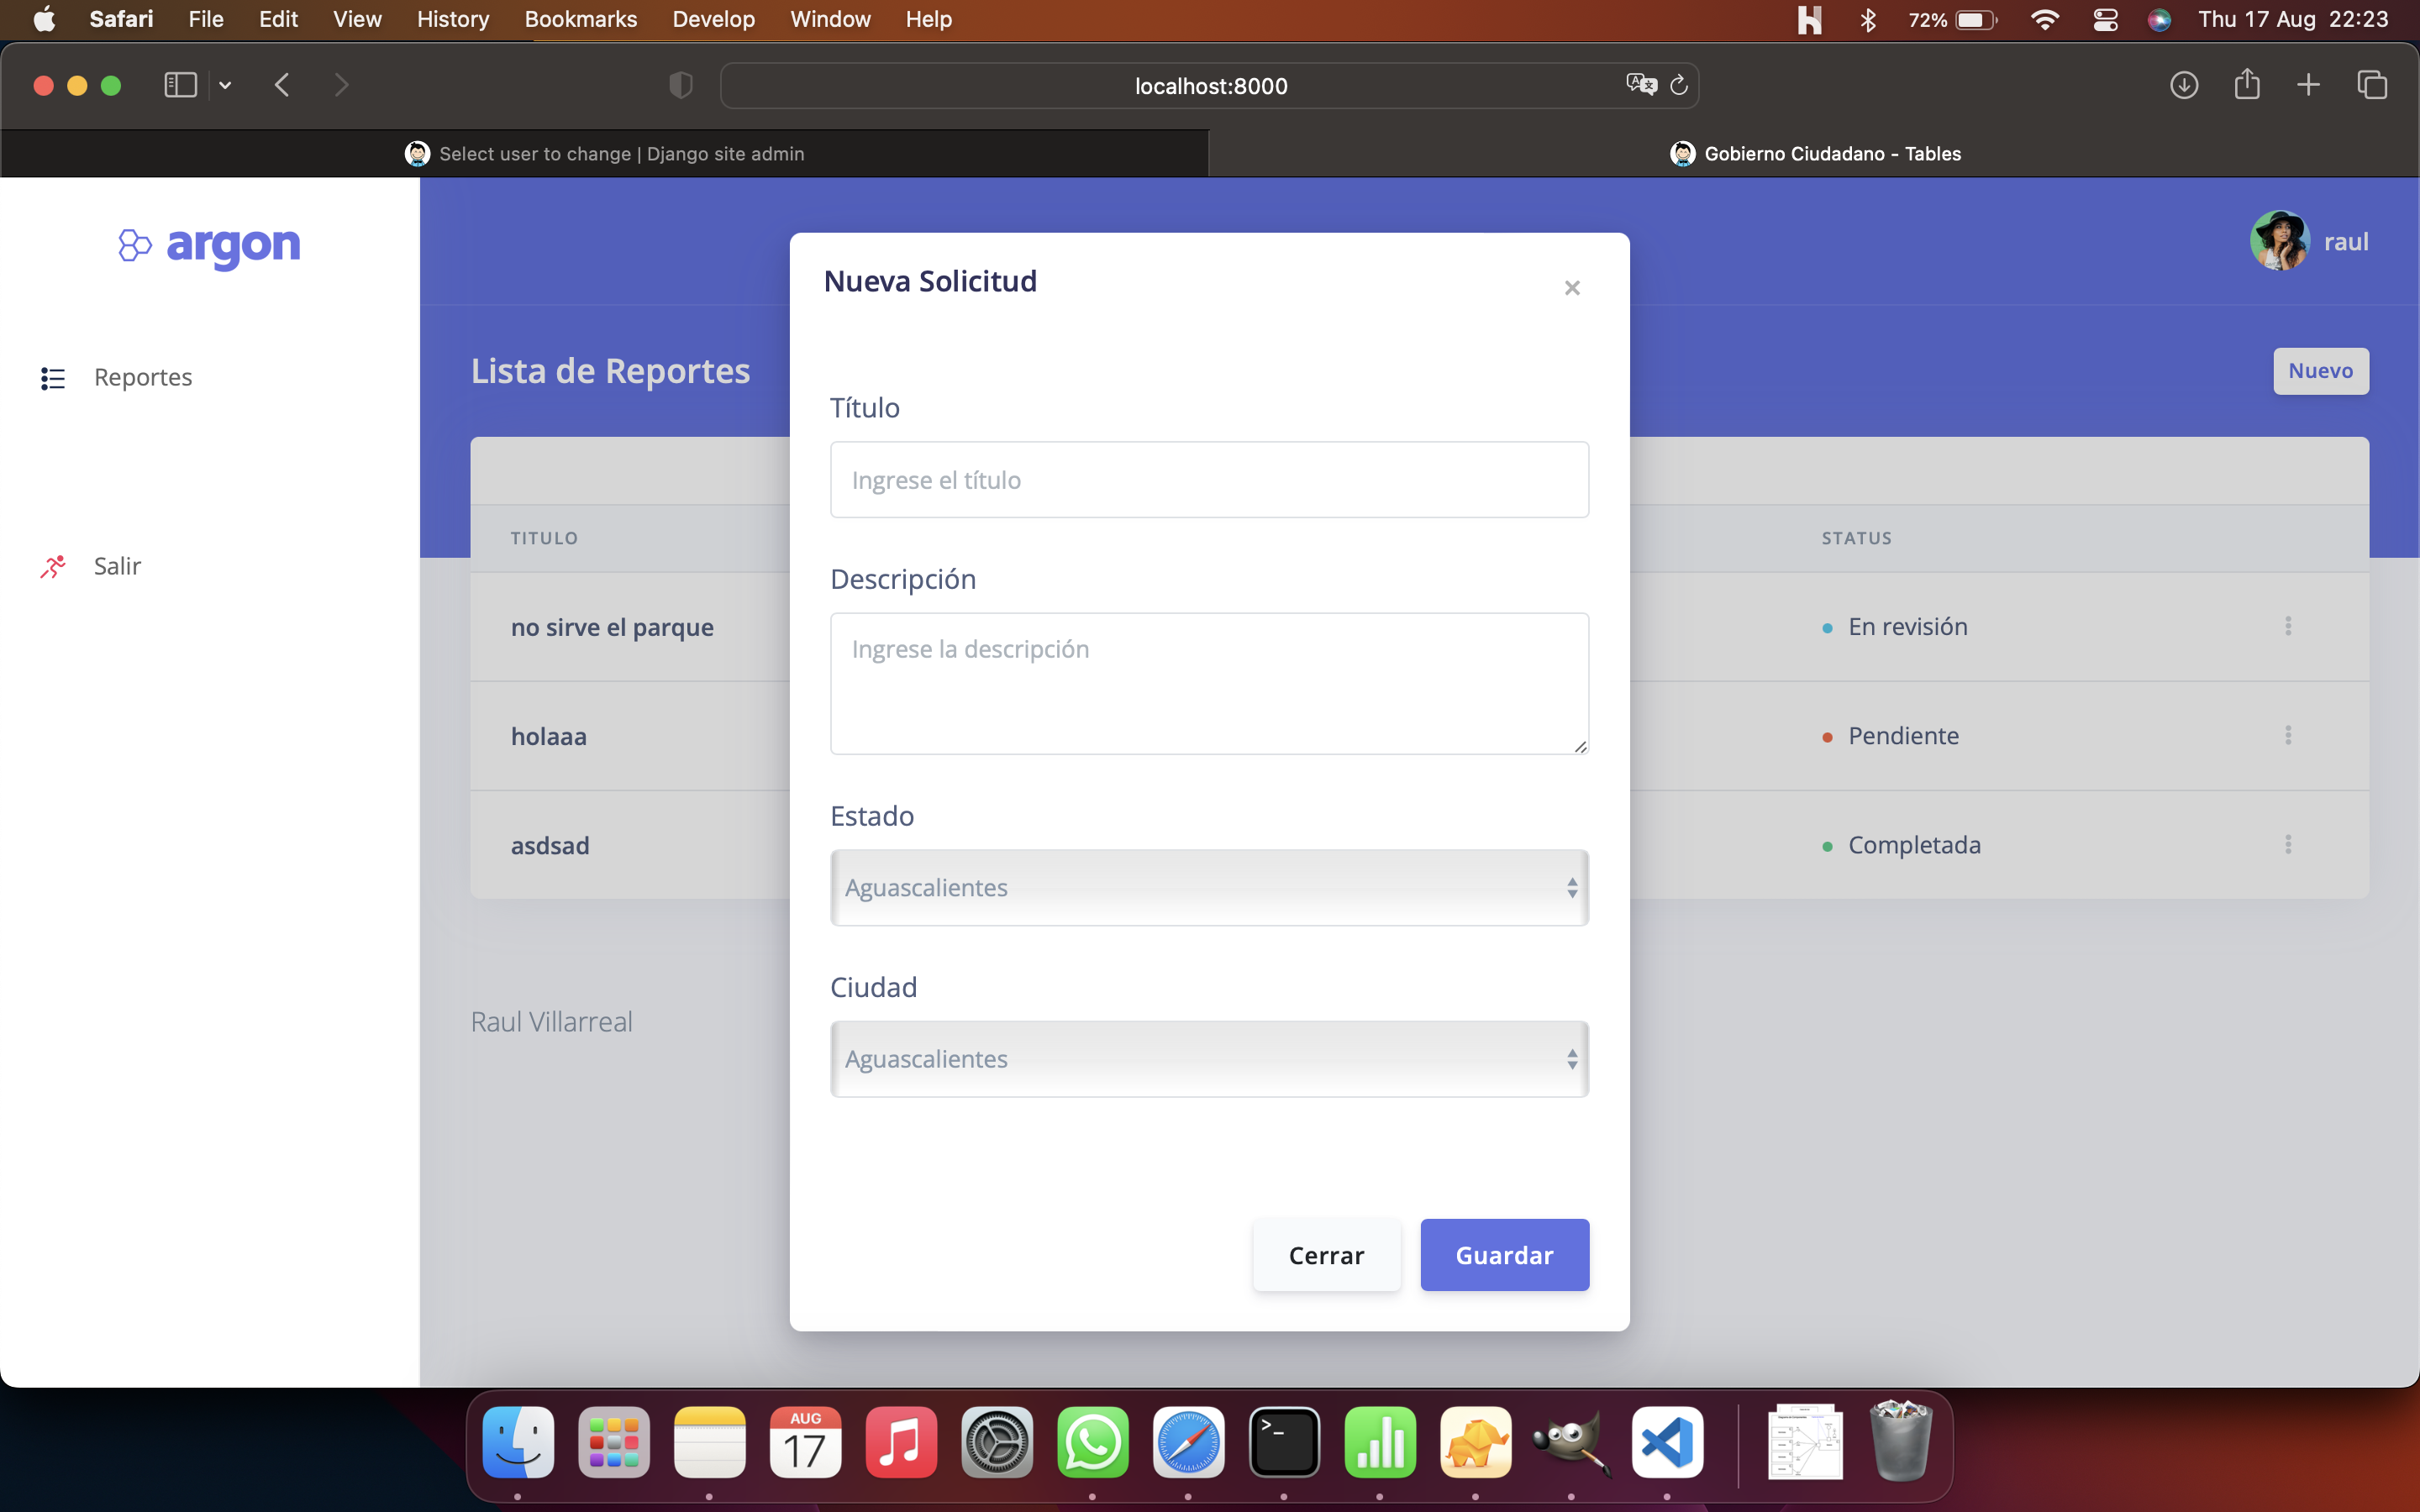 Safari File Edit View History Bookmarks Develop Window Help 72% Thu 17 Aug 22:23
localhost:8000
Select user to change | Django site admin
Gobierno Ciudadano - Tables
argon
raul
Reportes
Salir
Lista de Reportes
Nuevo
TITULO
STATUS
no sirve el parque
En revisión
holaaa
Pendiente
asdsad
Completada
Raul Villarreal
Nueva Solicitud
×
Título
Ingrese el título
Descripción
Ingrese la descripción
Estado
Aguascalientes
Ciudad
Aguascalientes
Cerrar
Guardar
AUG
17